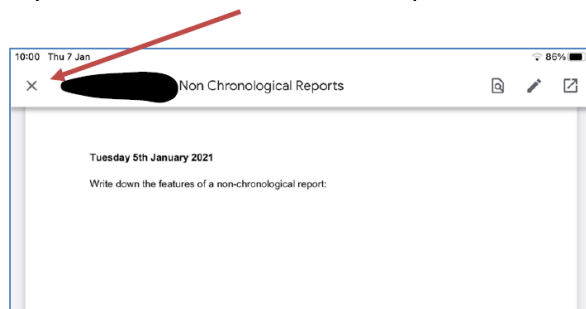 10:00 Thu 7 Jan 86%
Non Chronological Reports
Tuesday 5th January 2021
Write down the features of a non-chronological report: